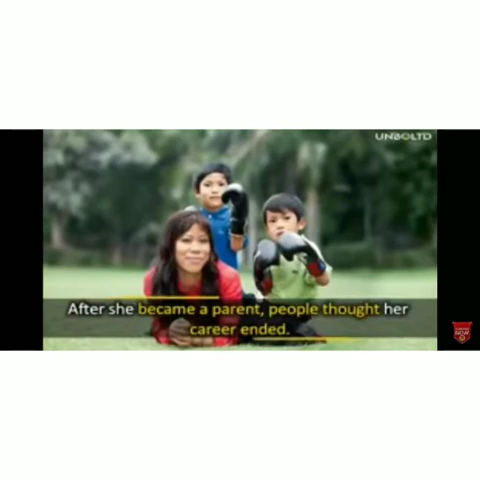 UNBOLTD
After she became a parent, people thought her
career ended.